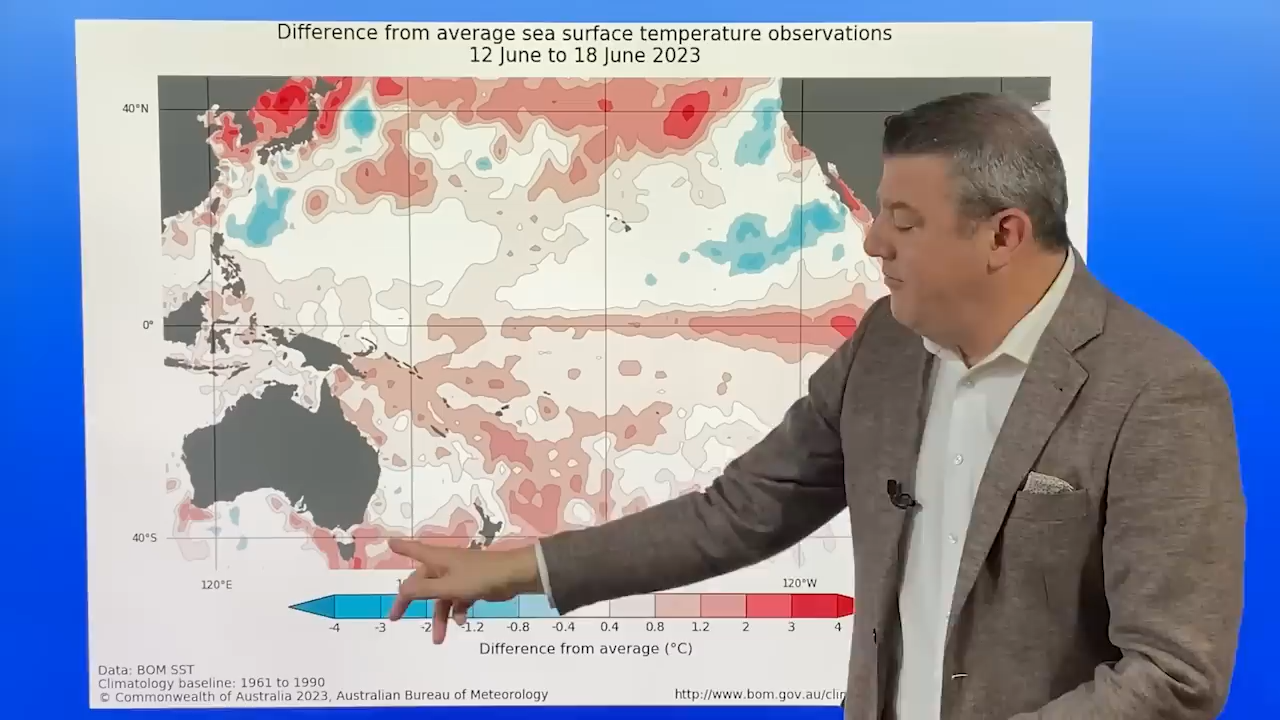 Difference from average sea surface temperature observations
12 June to 18 June 2023
40°N
0°
40°S
120°E
120°W
-4 -3 -2 -1.2 -0.8 -0.4 0.4 0.8 1.2 2 3 4
Difference from average (°C)
Data: BOM SST
Climatology baseline: 1961 to 1990
© Commonwealth of Australia 2023, Australian Bureau of Meteorology
http://www.bom.gov.au/cli